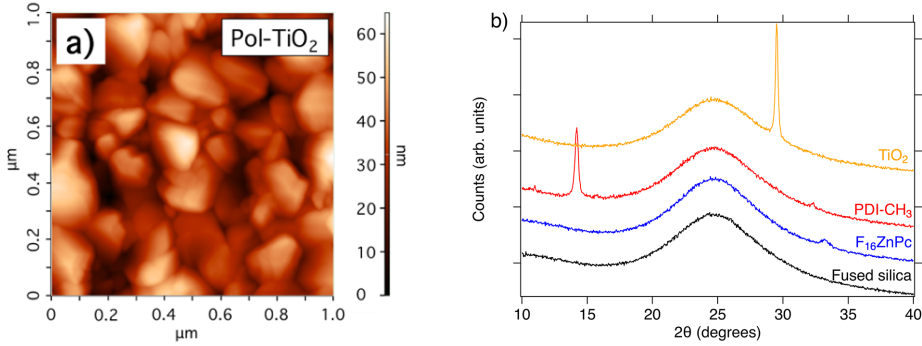 a)
Pol-TiO₂
1.0
0.8
0.6
0.4
0.2
0
μm
0
0.2
0.4
0.6
0.8
1.0
μm
60
50
40
30
20
10
0
nm
b)
Counts (arb. units)
TiO₂
PDI-CH₃
F₁₆ZnPc
Fused silica
10
15
20
25
30
35
40
2θ (degrees)